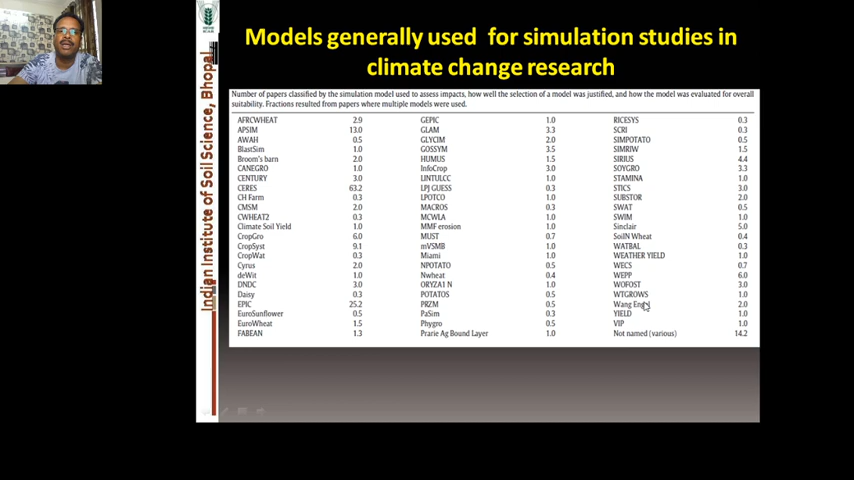 Models generally used for simulation studies in
climate change research
Indian Institute of Soil Science, Bhopal
Number of papers classified by the simulation model used to assess impacts, how well the selection of a model was justified, and how the model was evaluated for overall
suitability. Fractions resulted from papers where multiple models were used.
AFRCWHEAT 2.9 GEPIC 1.0 RICESYS 0.3
APSIM 13.0 GLAM 3.3 SCRI 0.3
AWAH 0.5 GLYCIM 2.0 SIMPOTATO 0.5
BlastSim 1.0 GOSSYM 3.5 SIMRIW 1.5
Broom's barn 2.0 HUMUS 1.5 SIRIUS 4.4
CANEGRO 1.0 InfoCrop 3.0 SOYGRO 3.3
CENTURY 3.0 LINTULCC 1.0 STAMINA 1.0
CERES 63.2 LPJ GUESS 0.3 STICS 3.0
CH Farm 0.3 LPOTCO 1.0 SUBSTOR 2.0
CMSM 2.0 MACROS 0.3 SWAT 0.5
CWHEAT2 0.3 MCWLA 1.0 SWIM 1.0
Climate Soil Yield 1.0 MMF erosion 1.0 Sinclair 5.0
CropGro 6.0 MUST 0.7 SoilN Wheat 0.4
CropSyst 9.1 mVSMB 1.0 WATBAL 0.3
CropWat 0.3 Miami 1.0 WEATHER YIELD 1.0
Cyrus 2.0 NPOTATO 0.5 WECS 0.7
deWit 1.0 Nwheat 0.4 WEPP 6.0
DNDC 3.0 ORYZA1 N 1.0 WOFOST 3.0
Daisy 0.3 POTATOS 0.5 WTGROWS 1.0
EPIC 25.2 PRZM 0.5 Wang 2.0
EuroSunflower 0.5 PaSim 0.3 YIELD 1.0
EuroWheat 1.5 Phygro 0.5 VIP 1.0
FABEAN 1.3 Prarie Ag Bound Layer 1.0 Not named (various) 14.2